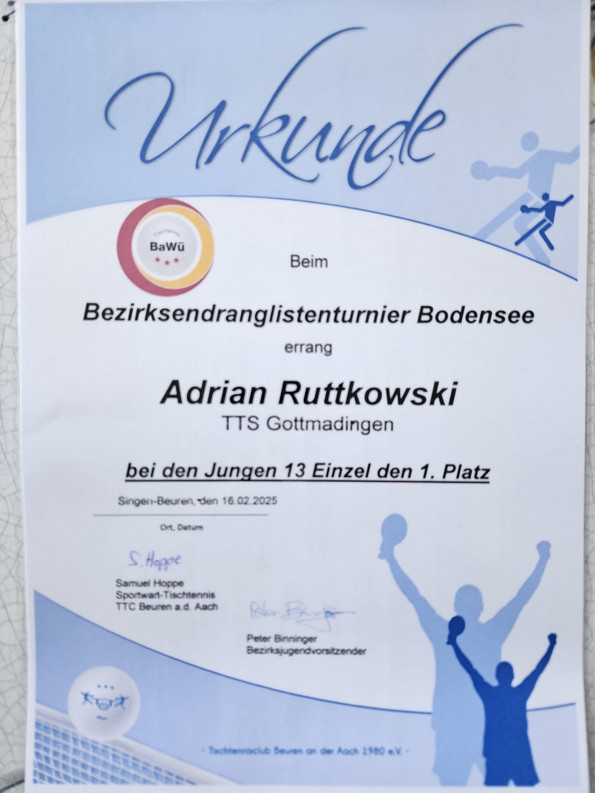 Urkunde
BaWü
Beim
Bezirksendranglistenturnier Bodensee
errang
Adrian Ruttkowski
TTS Gottmadingen
bei den Jungen 13 Einzel den 1. Platz
Singen-Beuren, den 16.02.2025
Ort, Datum
S. Hoppe
Samuel Hoppe
Sportwart-Tischtennis
TTC Beuren a.d. Aach
Peter
Peter Binninger
Bezirksjugendvorsitzender
- Tischtennisclub Beuren an der Aach 1980 e.V. -